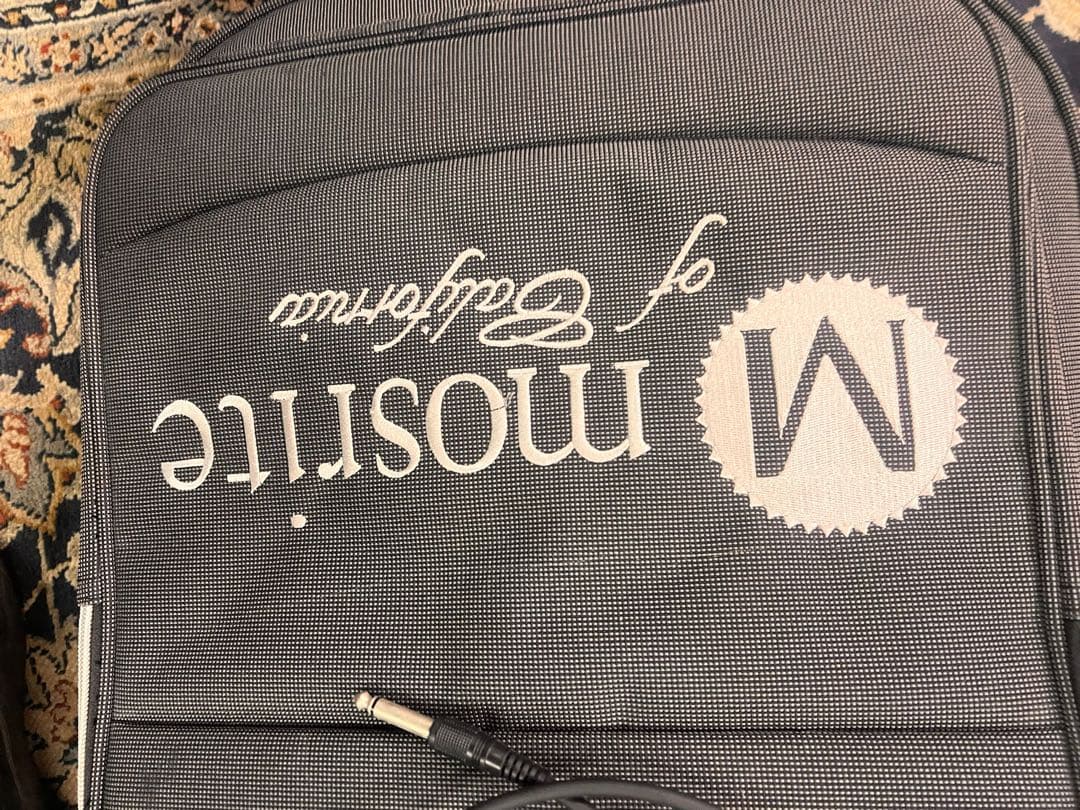 M
mosrite
of California